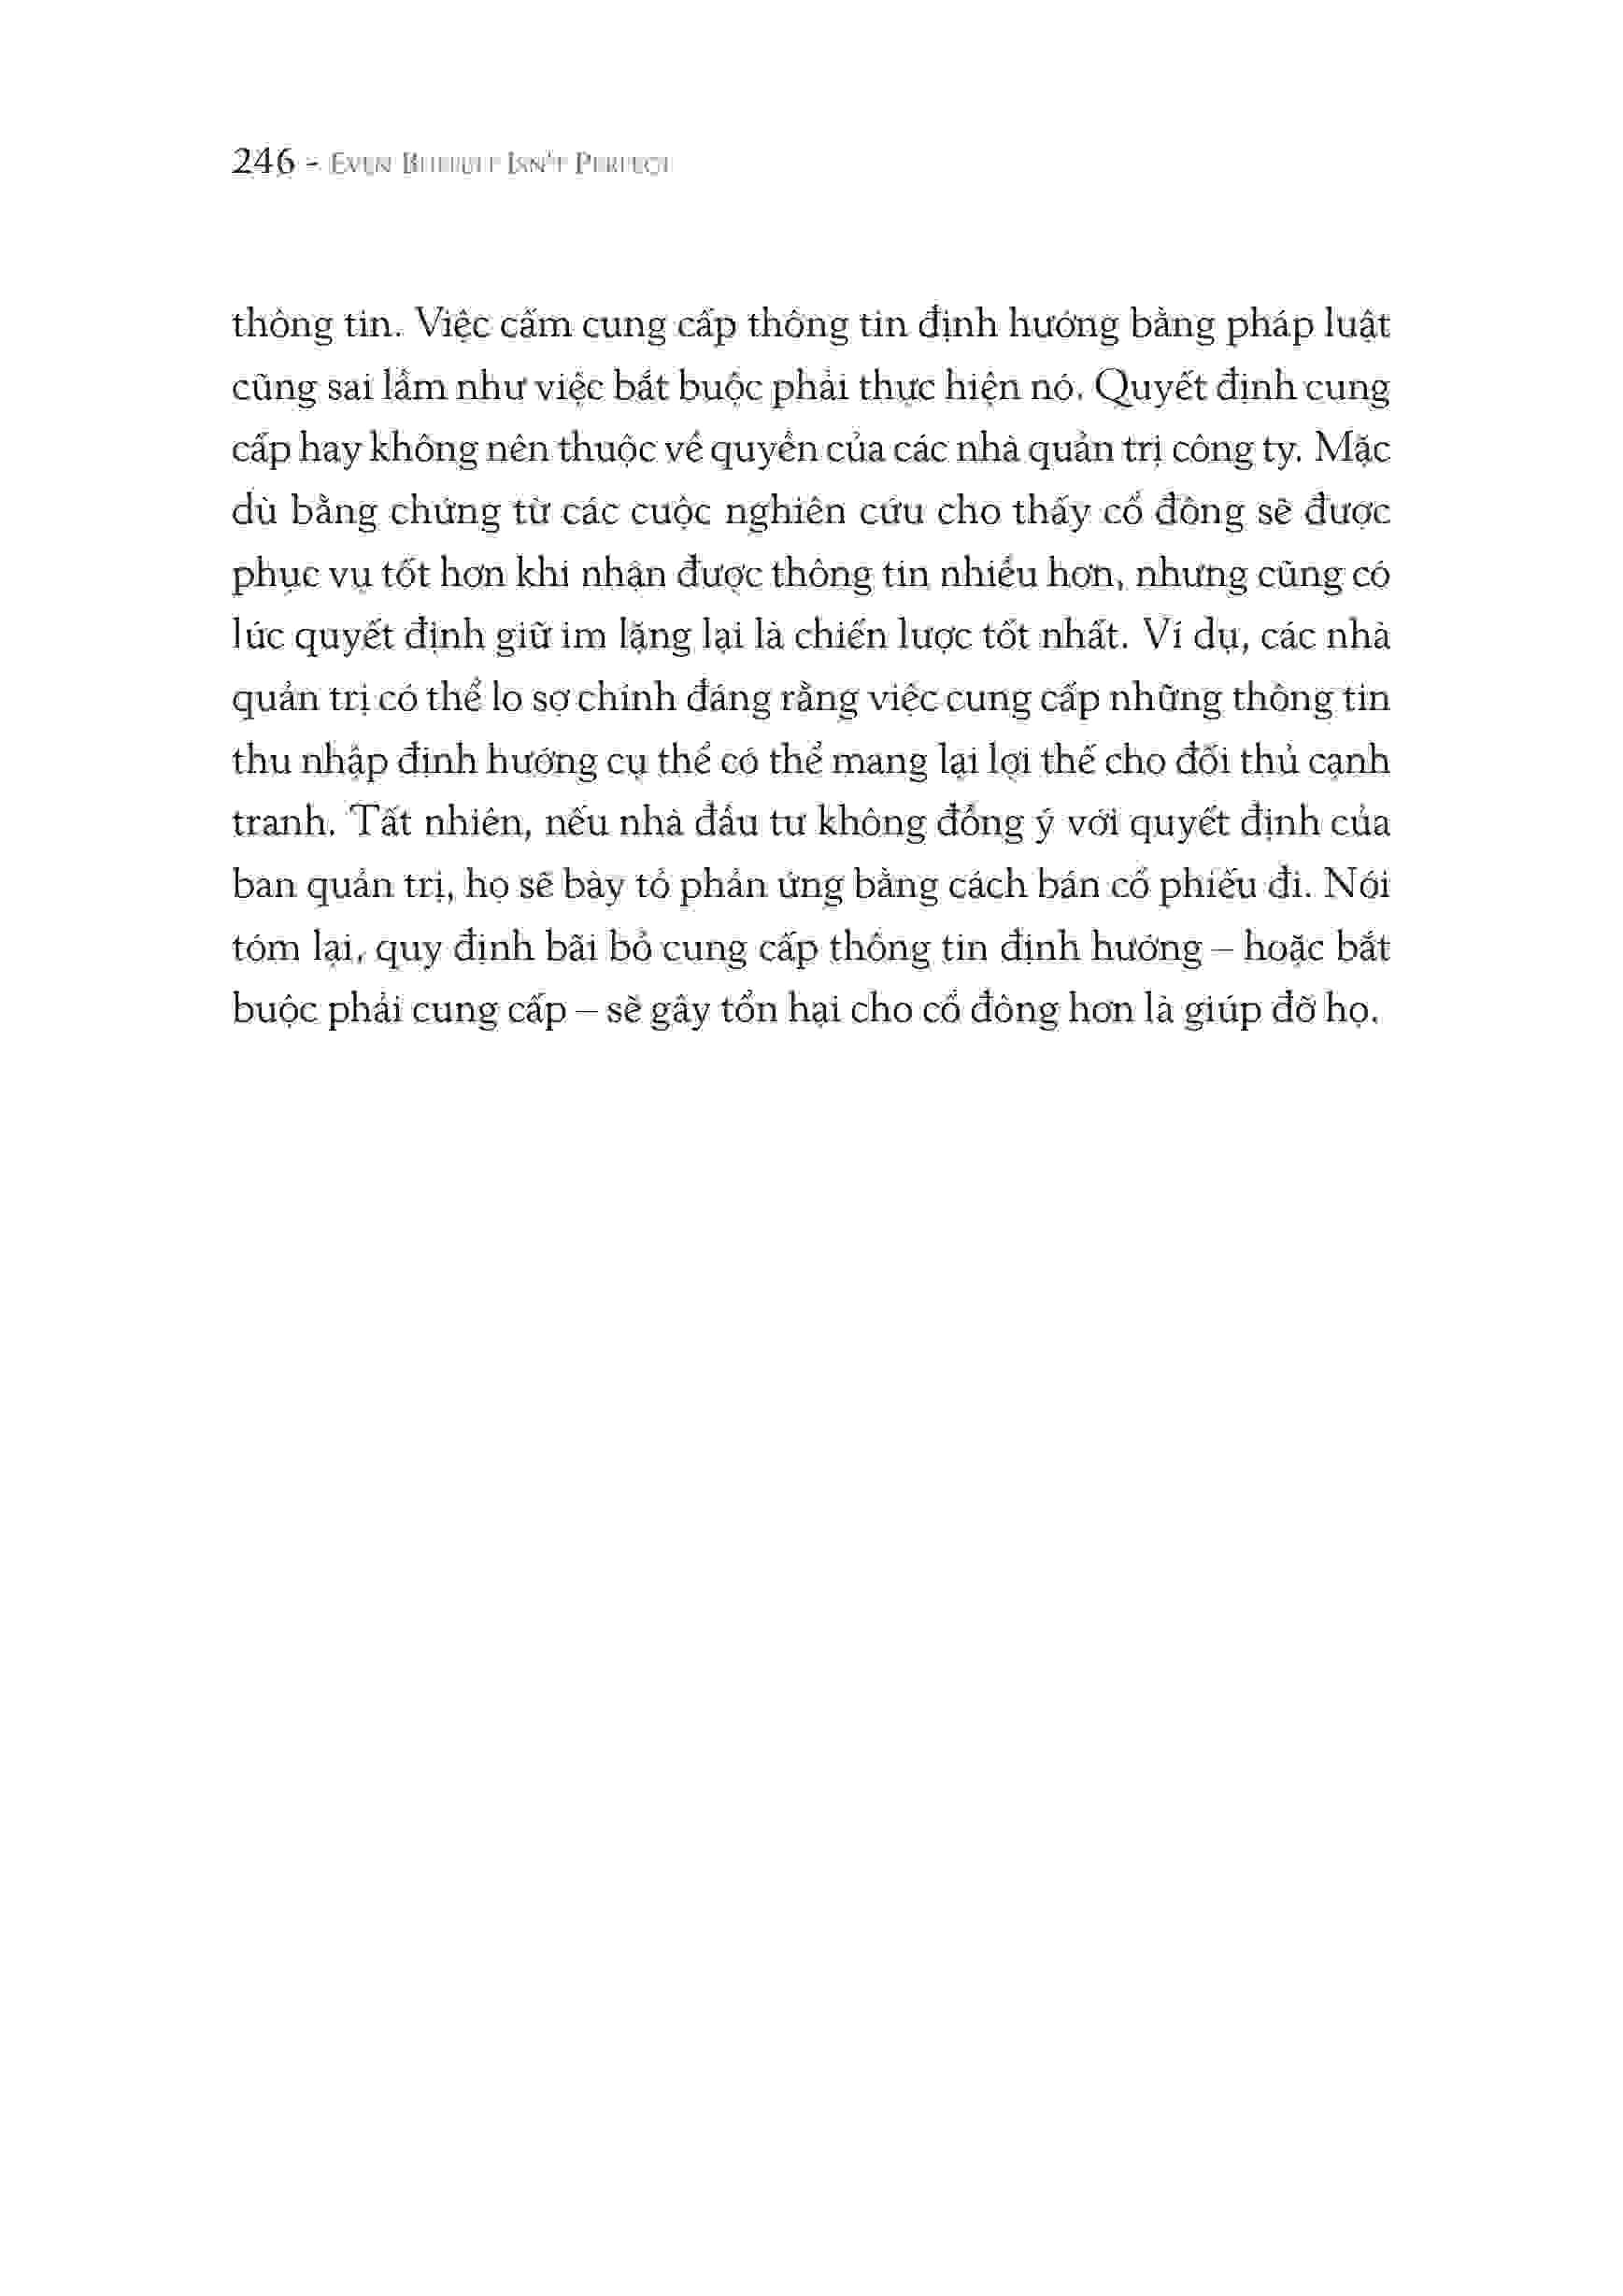 246 - EVEN BUFFETT ISN'T PERFECT
thông tin. Việc cấm cung cấp thông tin định hướng bằng pháp luật
cũng sai lầm như việc bắt buộc phải thực hiện nó. Quyết định cung
cấp hay không nên thuộc về quyền của các nhà quản trị công ty. Mặc
dù bằng chứng từ các cuộc nghiên cứu cho thấy cổ đông sẽ được
phục vụ tốt hơn khi nhận được thông tin nhiều hơn, nhưng cũng có
lúc quyết định giữ im lặng lại là chiến lược tốt nhất. Ví dụ, các nhà
quản trị có thể lo sợ chính đáng rằng việc cung cấp những thông tin
thu nhập định hướng cụ thể có thể mang lại lợi thế cho đối thủ cạnh
tranh. Tất nhiên, nếu nhà đầu tư không đồng ý với quyết định của
ban quản trị, họ sẽ bày tỏ phản ứng bằng cách bán cổ phiếu đi. Nói
tóm lại, quy định bãi bỏ cung cấp thông tin định hướng – hoặc bắt
buộc phải cung cấp – sẽ gây tổn hại cho cổ đông hơn là giúp đỡ họ.